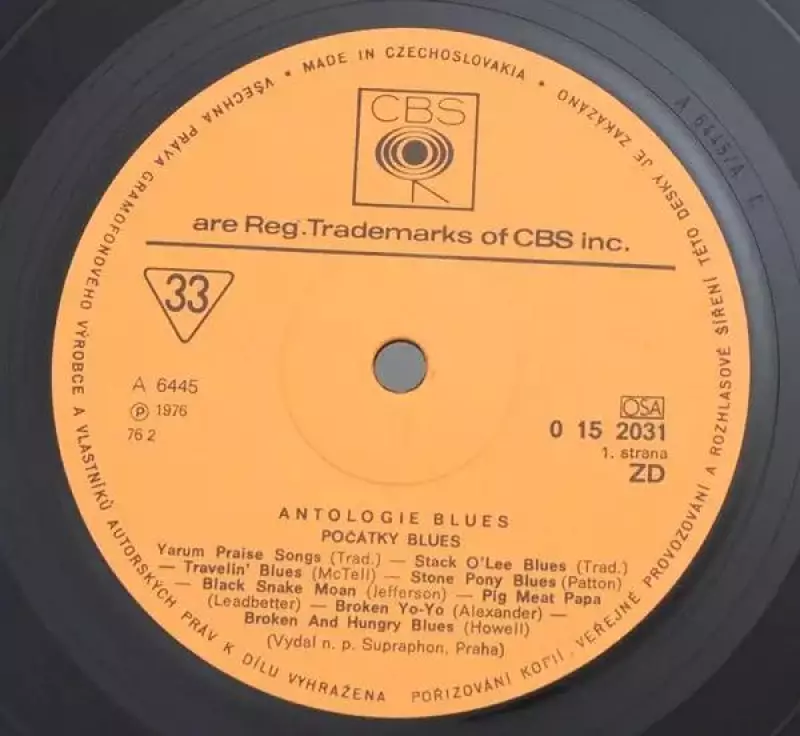 VŠECHNA PRÁVA GRAMOFONOVÉHO VÝROBCE A VLASTNÍKŮ AUTORSKÝCH PRÁV K DÍLU VYHRAŽENA
• MADE IN CZECHOSLOVAKIA •
POŘIZOVÁNÍ KOPIÍ, VEŘEJNÉ PROVOZOVÁNÍ A ROZHLASOVÉ ŠÍŘENÍ TÉTO DESKY JE ZAKÁZÁNO
CBS
are Reg.Trademarks of CBS inc.
33
A 6445
Ⓟ 1976
76 2
OSA
0 15 2031
1. strana
ZD
ANTOLOGIE BLUES
POČÁTKY BLUES
Yarum Praise Songs (Trad.) — Stack O'Lee Blues (Trad.)
— Travelin' Blues (McTell) — Stone Pony Blues (Patton)
— Black Snake Moan (Jefferson) — Pig Meat Papa
(Leadbetter) — Broken Yo-Yo (Alexander) —
Broken And Hungry Blues (Howell)
(Vydal n. p. Supraphon, Praha)
A 6445/A